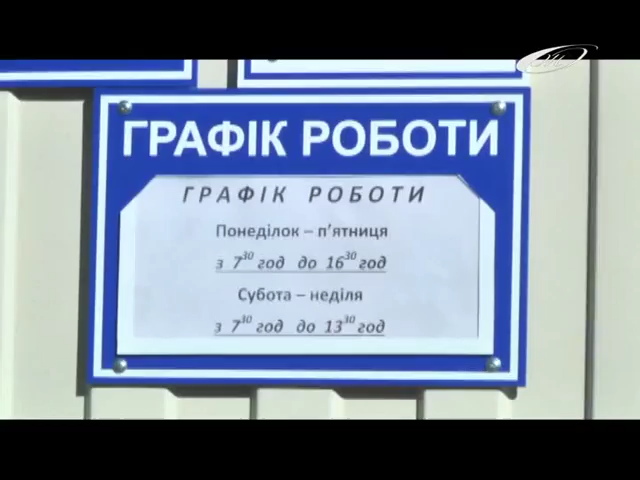 ГРАФІК РОБОТИ
ГРАФІК РОБОТИ
Понеділок – п'ятниця
з 7³⁰ год до 16³⁰ год
Субота – неділя
з 7³⁰ год до 13³⁰ год